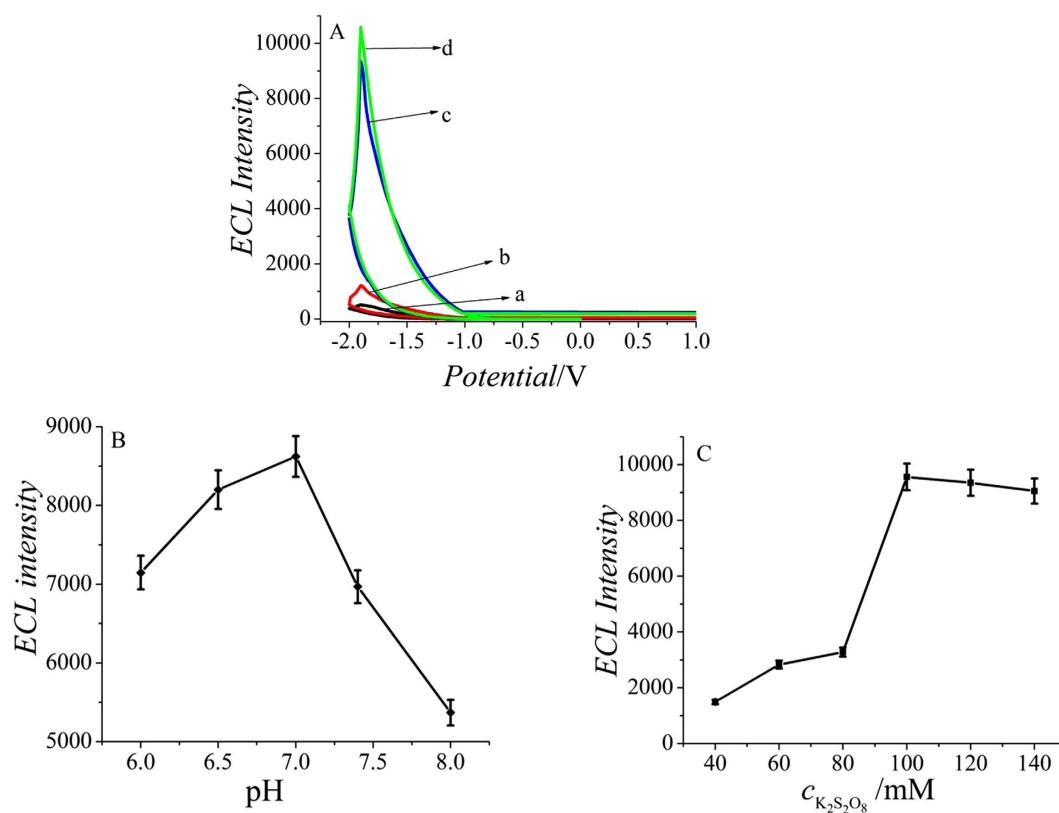 A
ECL Intensity
10000
8000
6000
4000
2000
0
d
c
b
a
-2.0 -1.5 -1.0 -0.5 0.0 0.5 1.0
Potential/V
B
ECL intensity
9000
8000
7000
6000
5000
6.0 6.5 7.0 7.5 8.0
pH
C
ECL Intensity
10000
8000
6000
4000
2000
0
40 60 80 100 120 140
c K₂S₂O₈ /mM